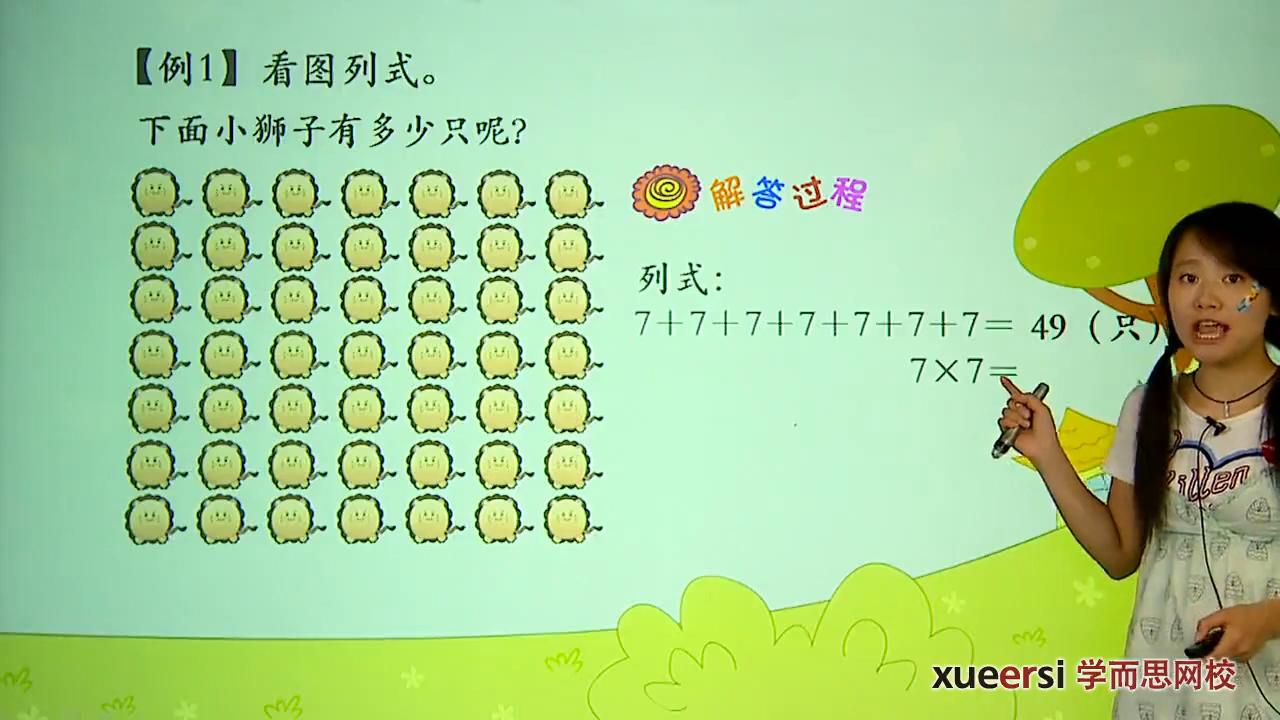 【例1】看图列式。
下面小狮子有多少只呢?
解答过程
列式:
7+7+7+7+7+7+7= 49(只)
7×7=
xueersi 学而思网校